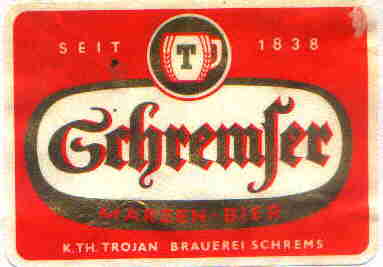 SEIT 1838
T
Schremſer
MÄRZEN-BIER
K.TH. TROJAN BRAUEREI SCHREMS